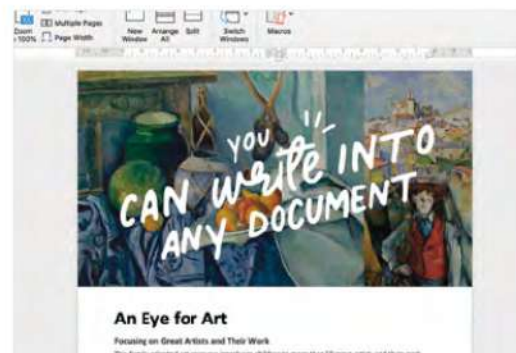 Multiple Pages
Zoom
100%
Page Width
New Window
Arrange All
Split
Switch Windows
Macros
YOU
CAN write INTO
ANY DOCUMENT
An Eye for Art
Focusing on Great Artists and Their Work